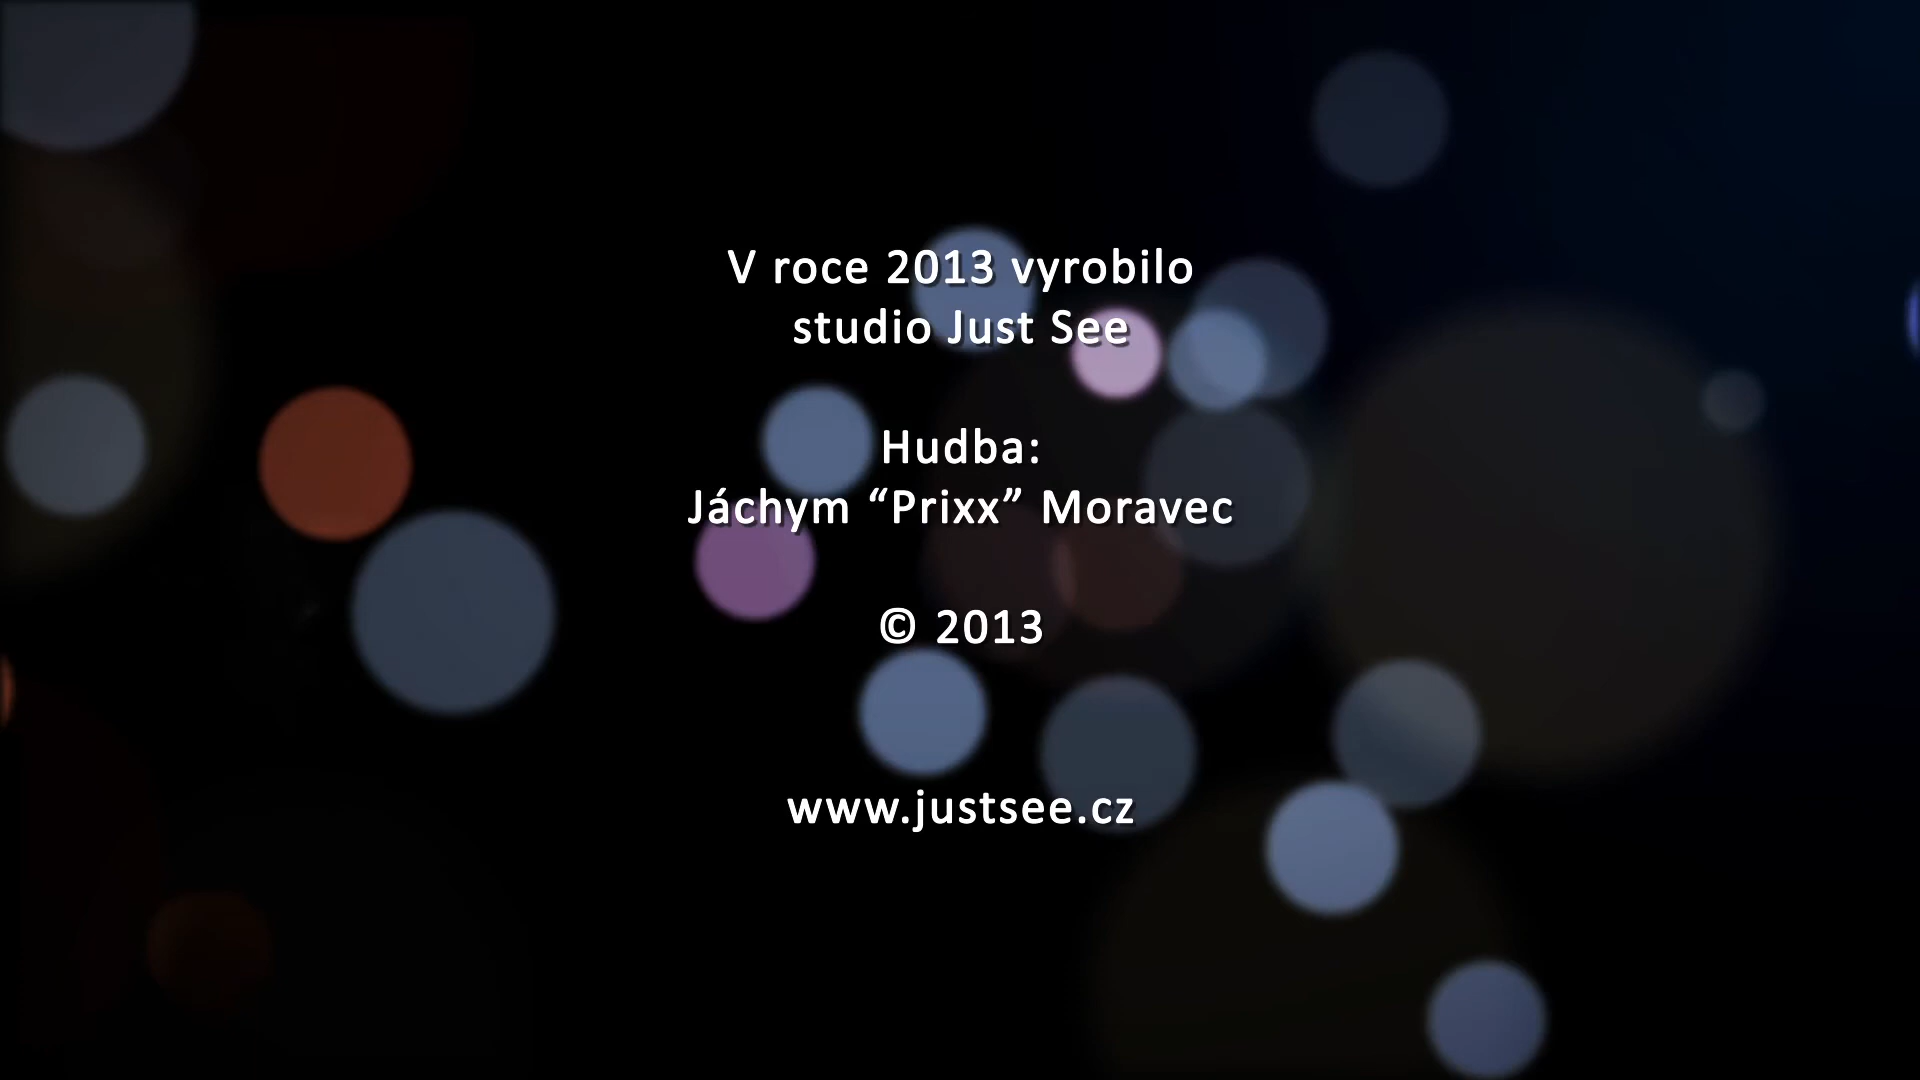 V roce 2013 vyrobilo
studio Just See
Hudba:
Jáchym “Prixx” Moravec
© 2013
www.justsee.cz